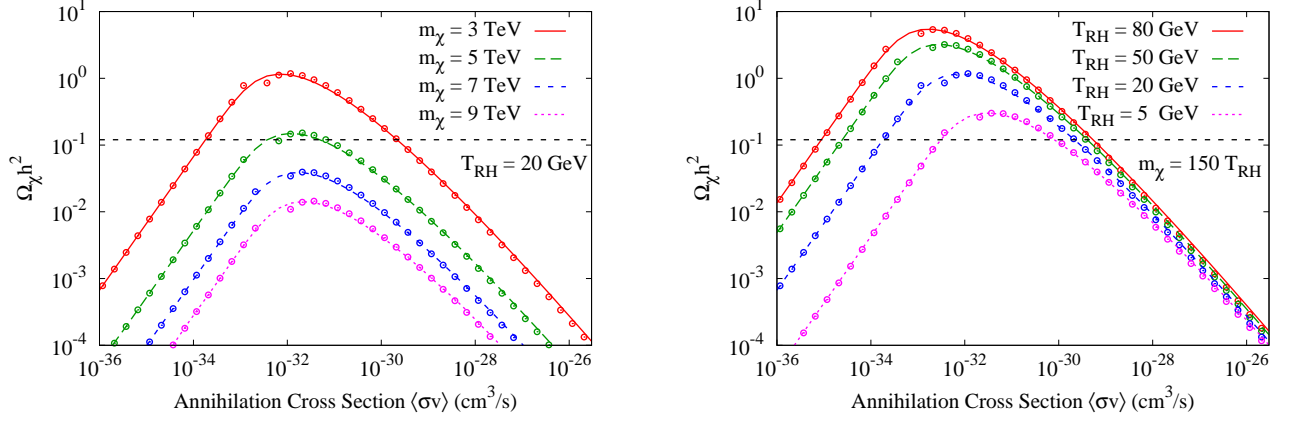 10^1
10^0
10^-1
10^-2
10^-3
10^-4
Ω_χh^2
m_χ = 3 TeV
m_χ = 5 TeV
m_χ = 7 TeV
m_χ = 9 TeV
T_RH = 20 GeV
10^-36
10^-34
10^-32
10^-30
10^-28
10^-26
Annihilation Cross Section ⟨σv⟩ (cm^3/s)
10^1
10^0
10^-1
10^-2
10^-3
10^-4
Ω_χh^2
T_RH = 80 GeV
T_RH = 50 GeV
T_RH = 20 GeV
T_RH = 5 GeV
m_χ = 150 T_RH
10^-36
10^-34
10^-32
10^-30
10^-28
10^-26
Annihilation Cross Section ⟨σv⟩ (cm^3/s)